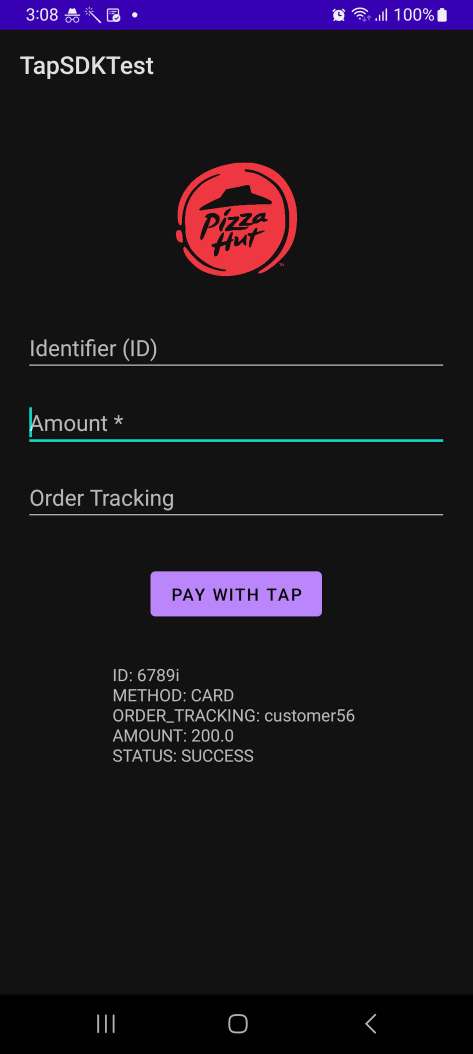 3:08 100%
TapSDKTest
Pizza
Hut
Identifier (ID)
Amount *
Order Tracking
PAY WITH TAP
ID: 6789i
METHOD: CARD
ORDER_TRACKING: customer56
AMOUNT: 200.0
STATUS: SUCCESS